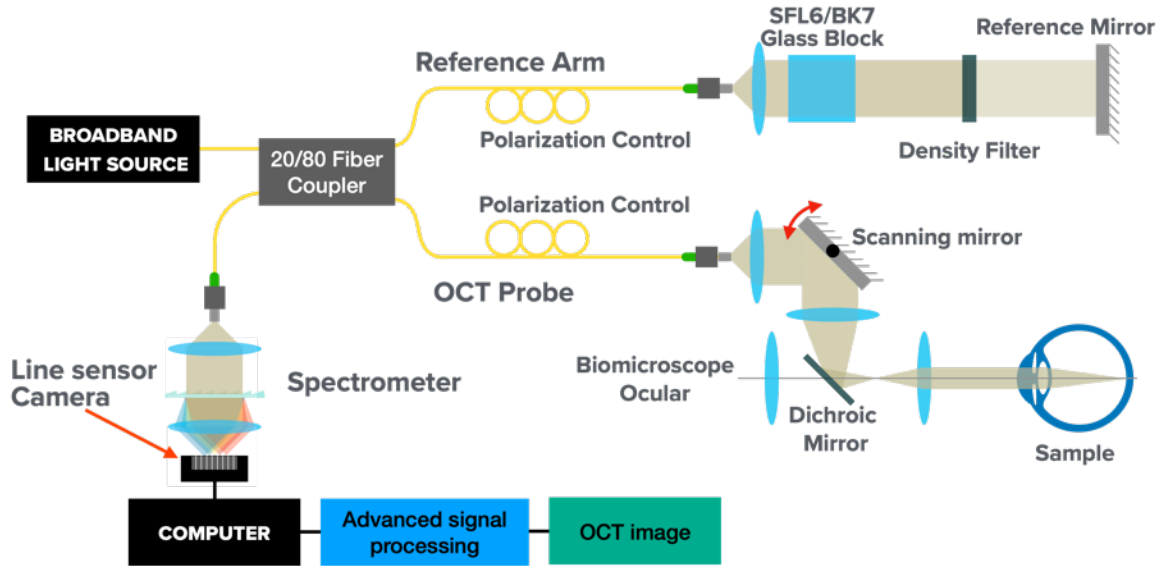 SFL6/BK7
Glass Block
Reference Mirror
Reference Arm
Polarization Control
Density Filter
BROADBAND
LIGHT SOURCE
20/80 Fiber
Coupler
Polarization Control
Scanning mirror
OCT Probe
Line sensor
Camera
Spectrometer
Biomicroscope
Ocular
Dichroic
Mirror
Sample
COMPUTER
Advanced signal
processing
OCT image